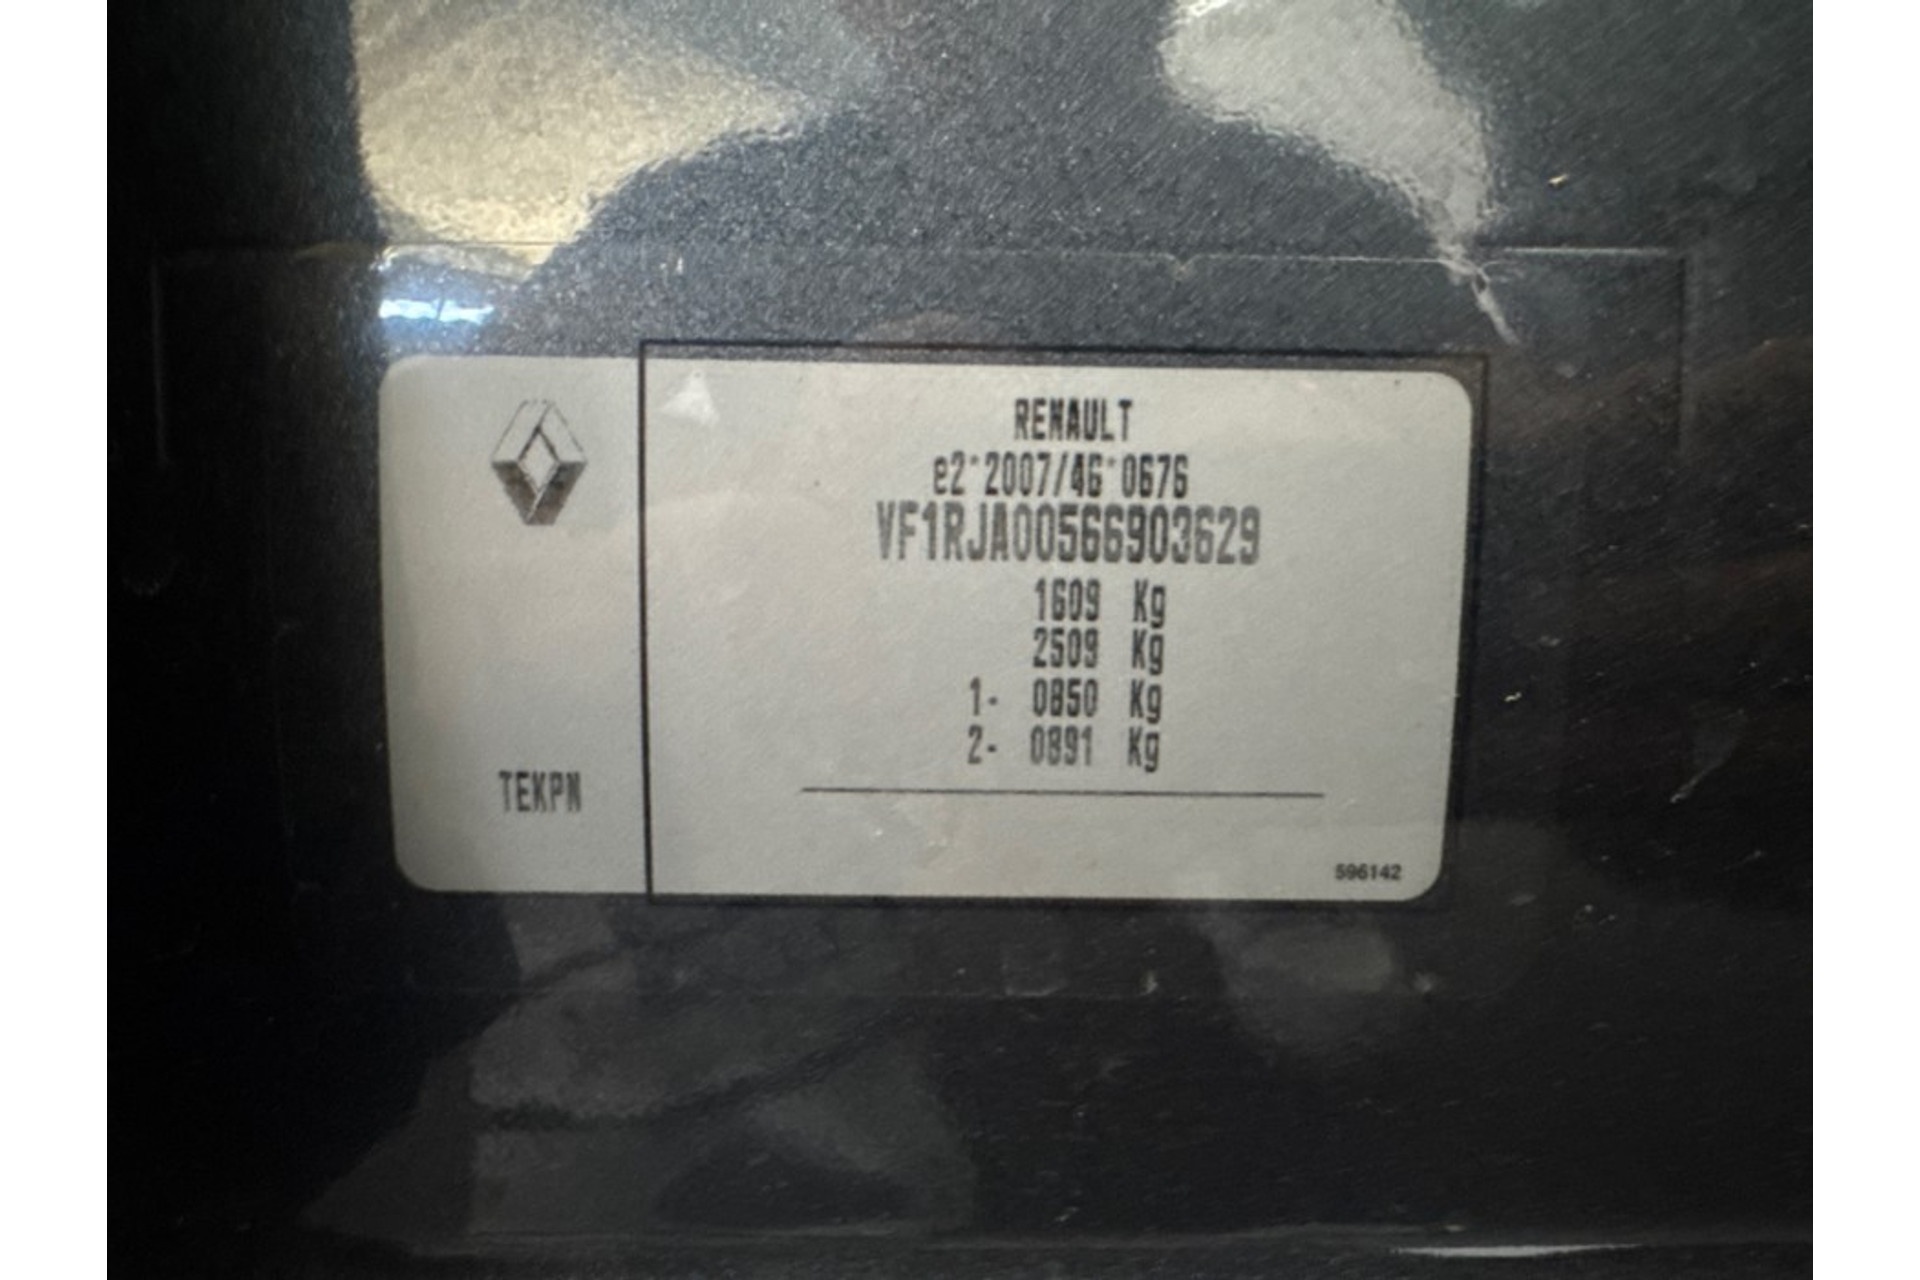 RENAULT
e2*2007/46*0676
VF1RJA00566903629
1609 Kg
2509 Kg
1- 0850 Kg
2- 0891 Kg
TEKPN
596142